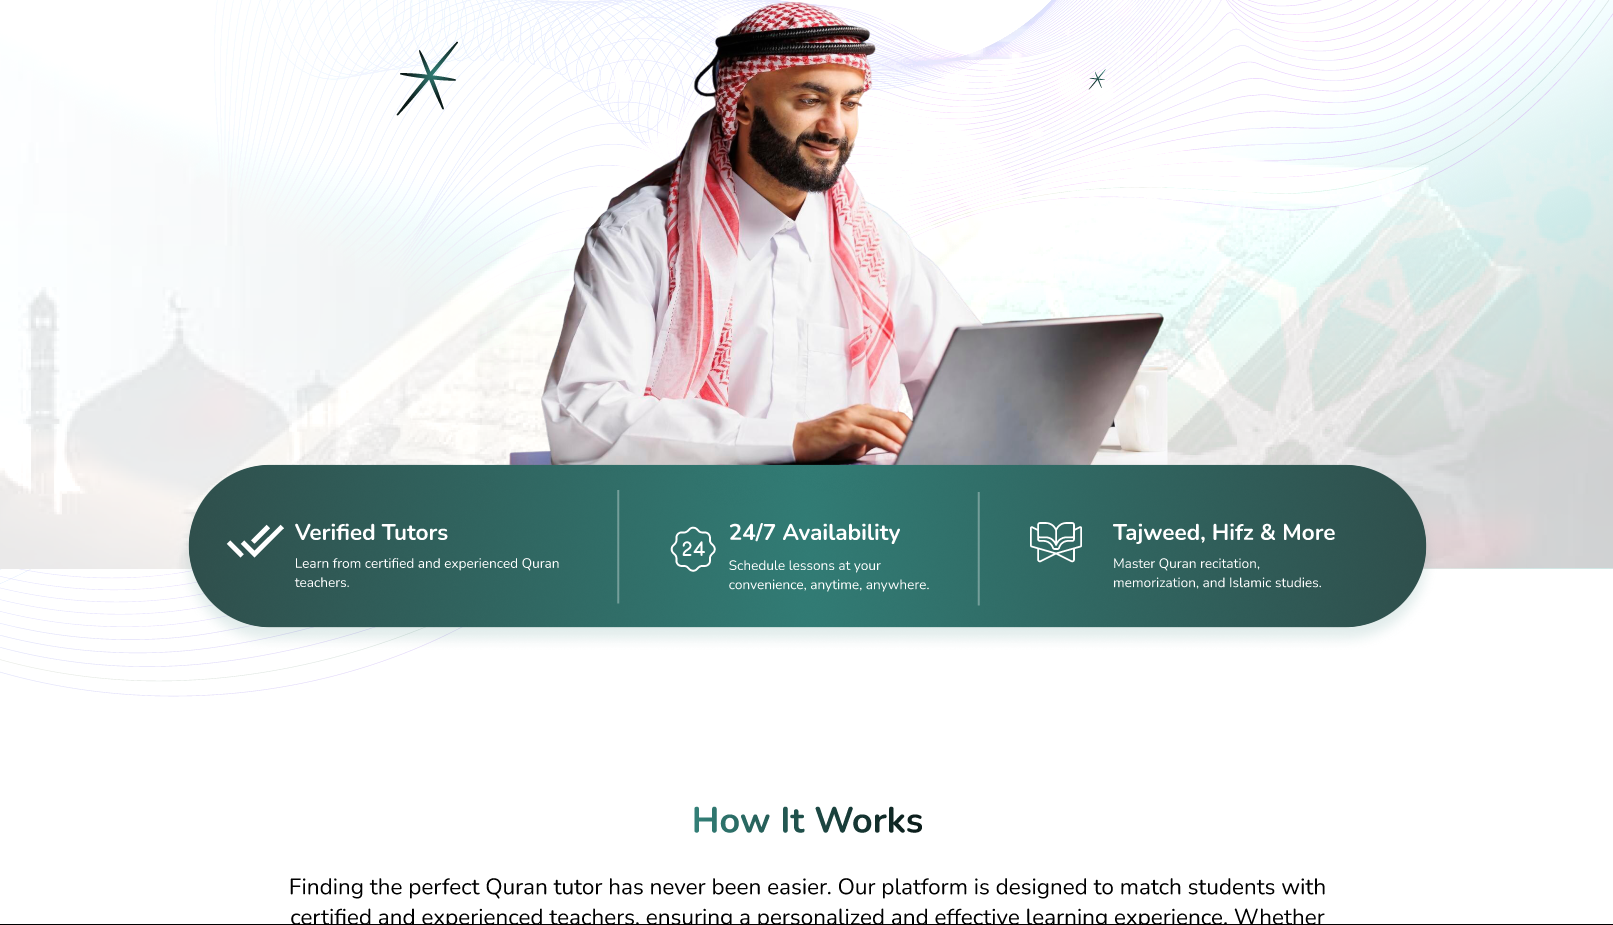 Verified Tutors
Learn from certified and experienced Quran
teachers.
24
24/7 Availability
Schedule lessons at your
convenience, anytime, anywhere.
Tajweed, Hifz & More
Master Quran recitation,
memorization, and Islamic studies.
How It Works
Finding the perfect Quran tutor has never been easier. Our platform is designed to match students with
certified and experienced teachers, ensuring a personalized and effective learning experience. Whether